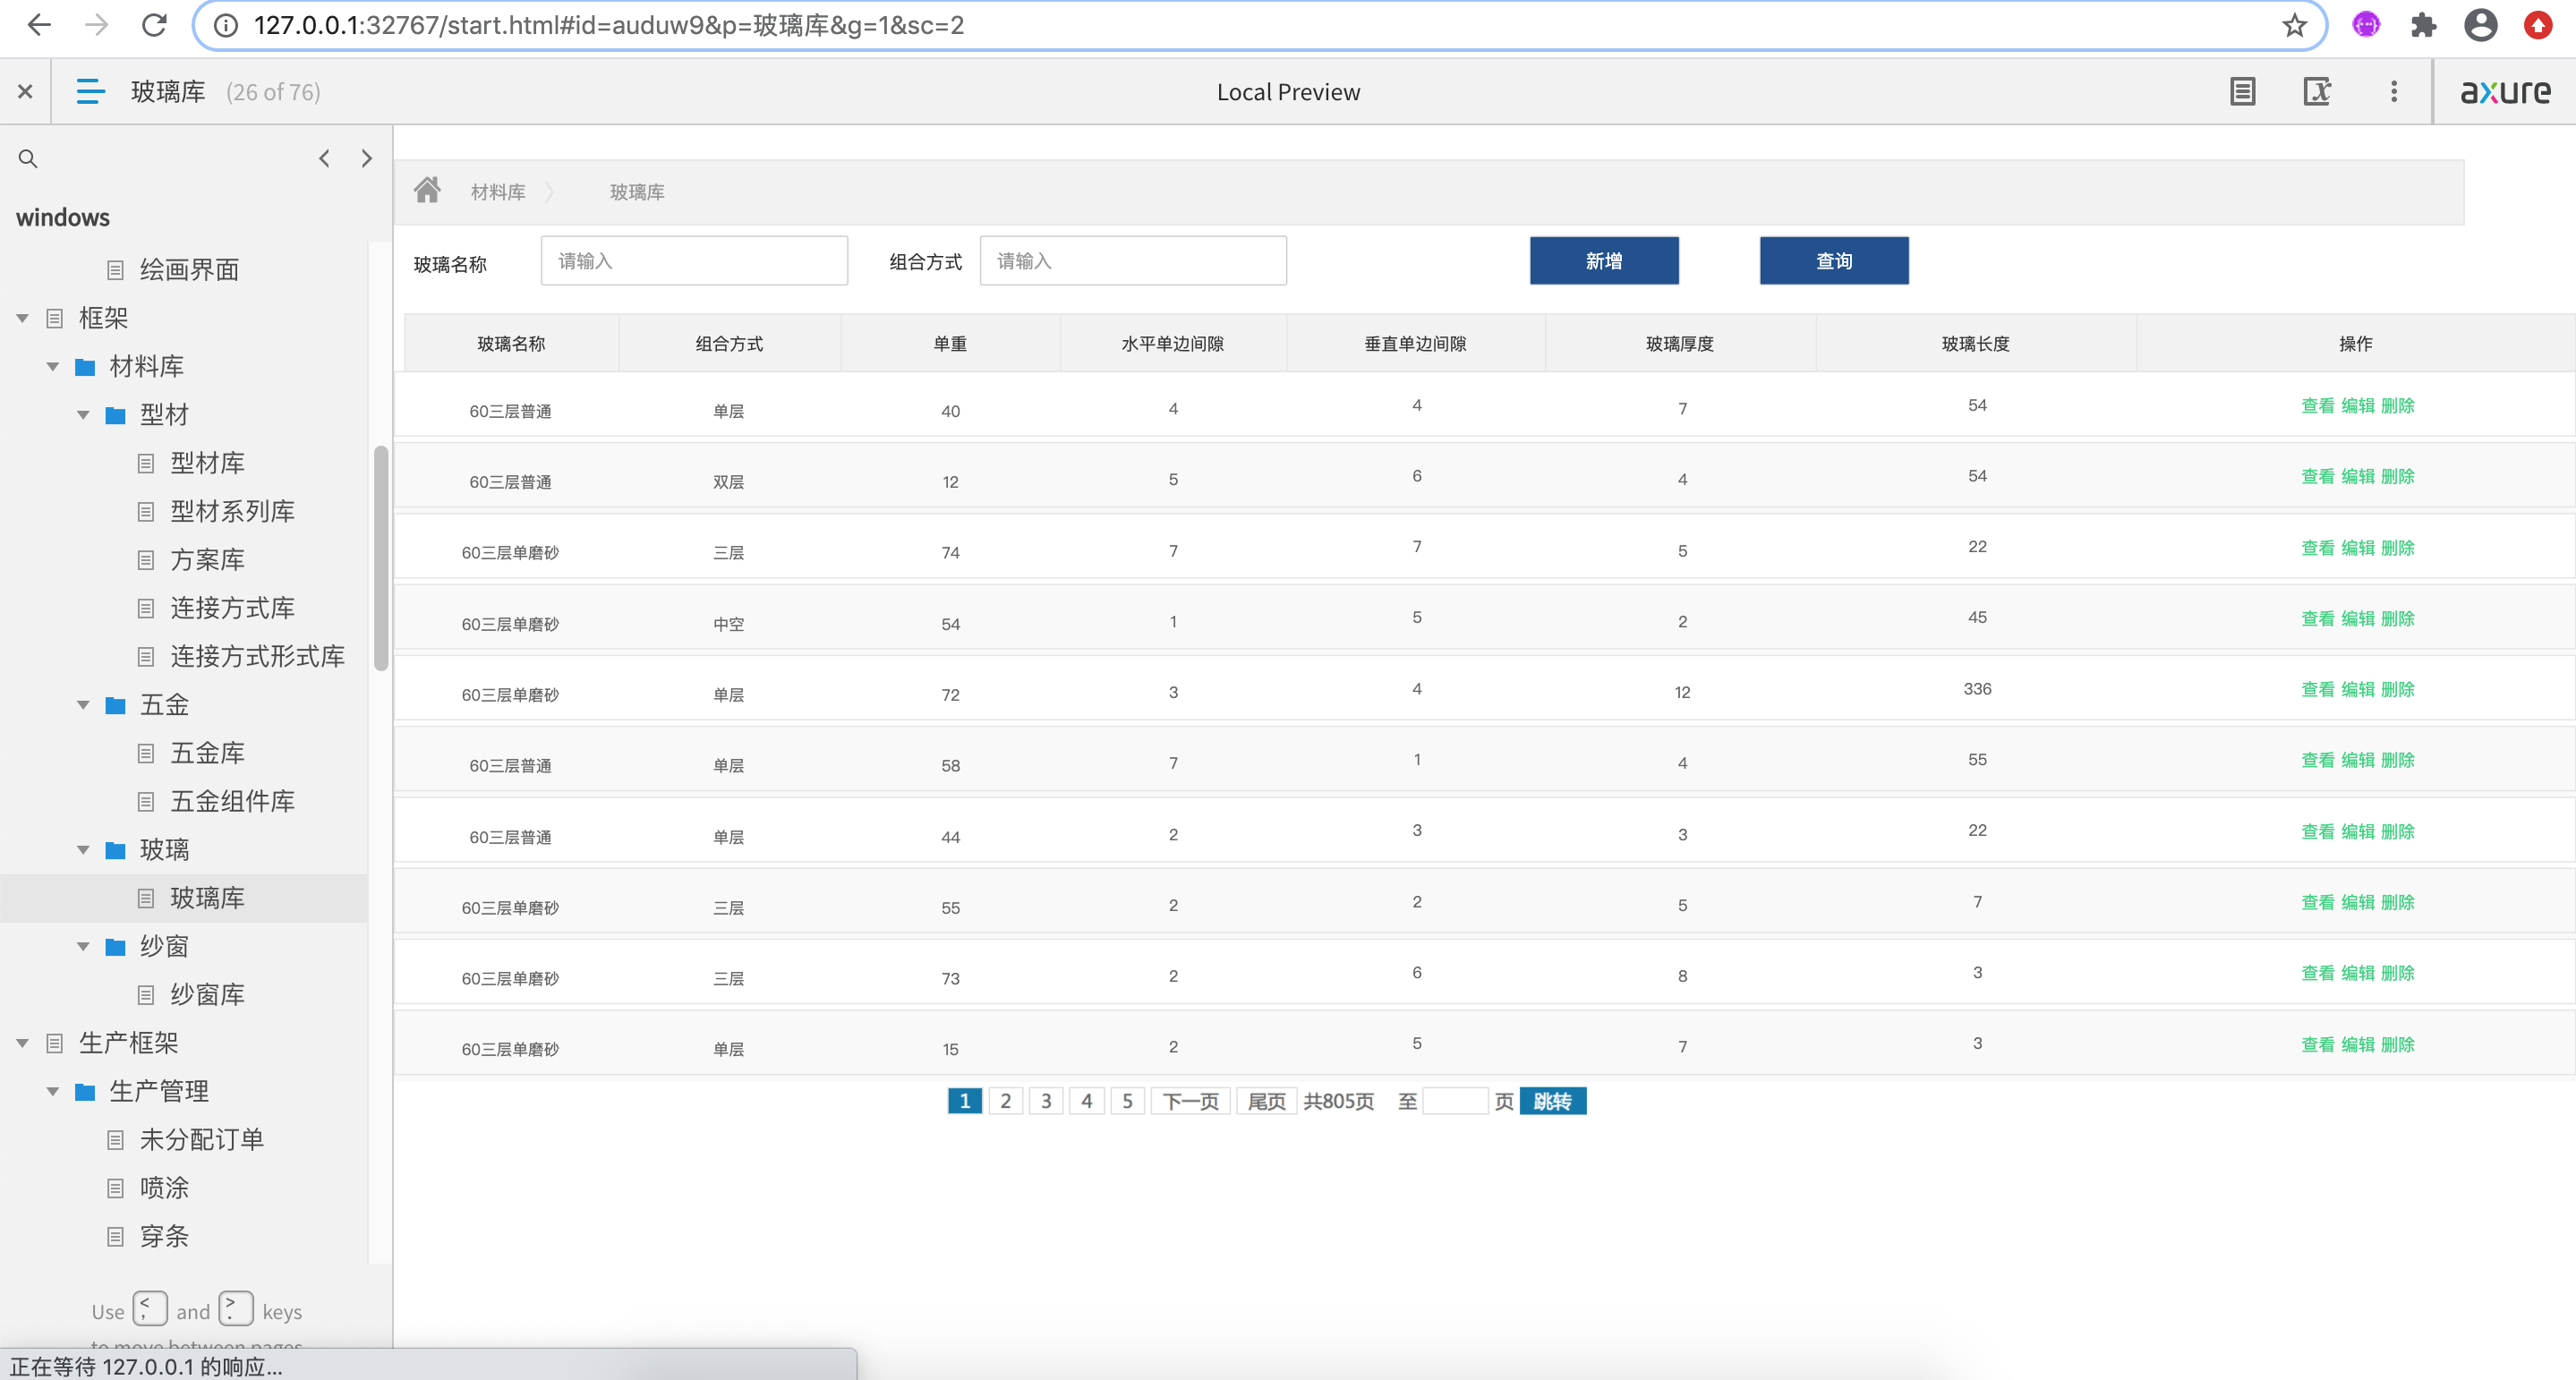 127.0.0.1:32767/start.html#id=auduw9&p=玻璃库&g=1&sc=2
玻璃库 (26 of 76)
Local Preview
axure
windows
绘画界面
框架
材料库
型材
型材库
型材系列库
方案库
连接方式库
连接方式形式库
五金
五金库
五金组件库
玻璃
玻璃库
纱窗
纱窗库
生产框架
生产管理
未分配订单
喷涂
穿条
Use < , and > . keys
to move between pages
正在等待 127.0.0.1 的响应...
材料库 玻璃库
玻璃名称 请输入 组合方式 请输入 新增 查询
玻璃名称 组合方式 单重 水平单边间隙 垂直单边间隙 玻璃厚度 玻璃长度 操作
60三层普通 单层 40 4 4 7 54 查看 编辑 删除
60三层普通 双层 12 5 6 4 54 查看 编辑 删除
60三层单磨砂 三层 74 7 7 5 22 查看 编辑 删除
60三层单磨砂 中空 54 1 5 2 45 查看 编辑 删除
60三层单磨砂 单层 72 3 4 12 336 查看 编辑 删除
60三层普通 单层 58 7 1 4 55 查看 编辑 删除
60三层普通 单层 44 2 3 3 22 查看 编辑 删除
60三层单磨砂 三层 55 2 2 5 7 查看 编辑 删除
60三层单磨砂 三层 73 2 6 8 3 查看 编辑 删除
60三层单磨砂 单层 15 2 5 7 3 查看 编辑 删除
1 2 3 4 5 下一页 尾页 共805页 至 页 跳转